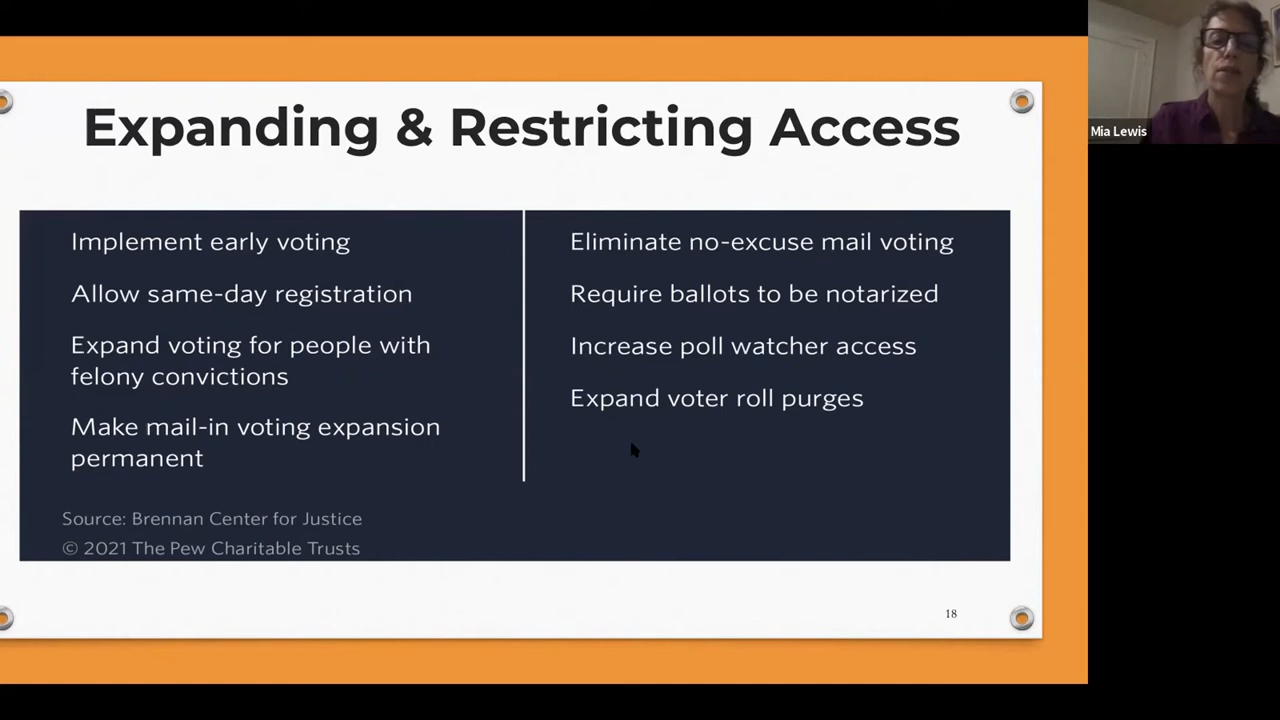 Expanding & Restricting Access
Implement early voting
Allow same-day registration
Expand voting for people with
felony convictions
Make mail-in voting expansion
permanent
Eliminate no-excuse mail voting
Require ballots to be notarized
Increase poll watcher access
Expand voter roll purges
Source: Brennan Center for Justice
© 2021 The Pew Charitable Trusts
18
Mia Lewis